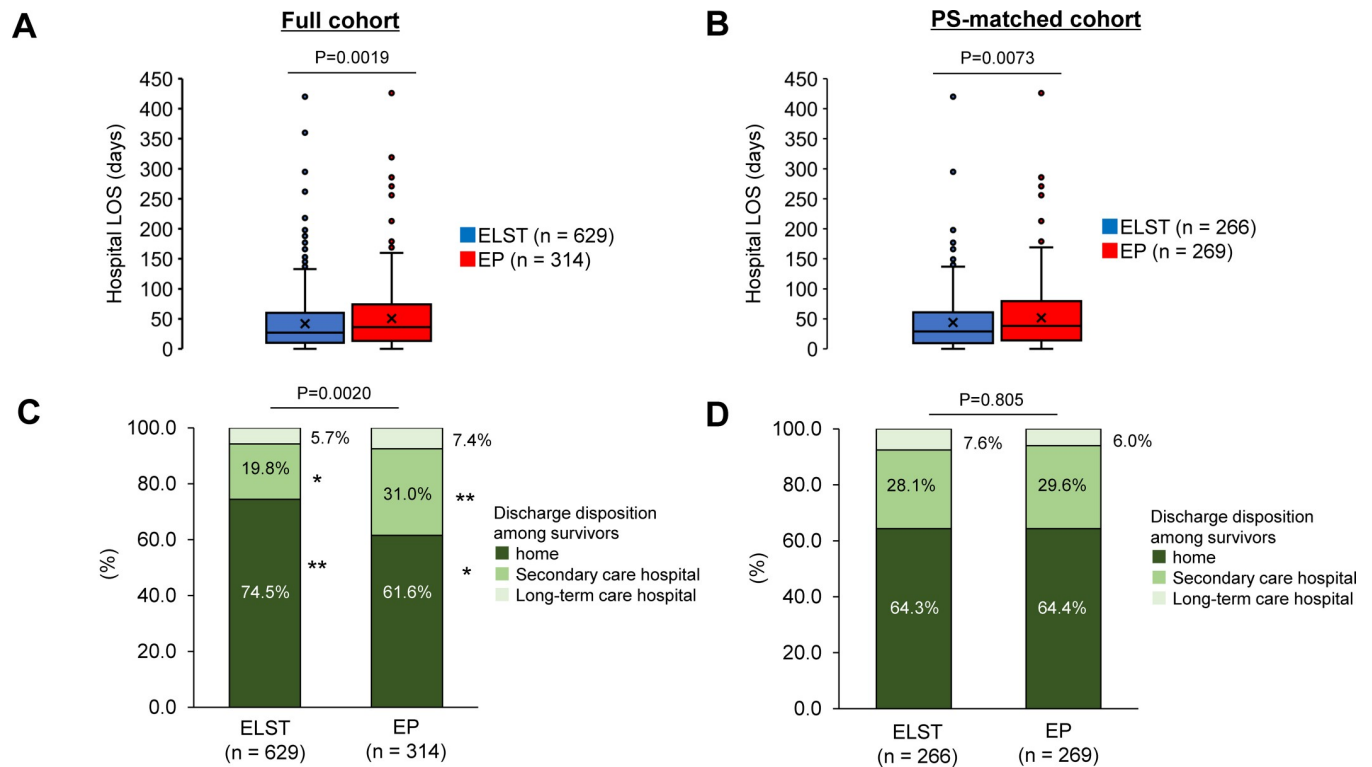 A
Full cohort
P=0.0019
Hospital LOS (days)
450
400
350
300
250
200
150
100
50
0
ELST (n = 629)
EP (n = 314)
B
PS-matched cohort
P=0.0073
Hospital LOS (days)
450
400
350
300
250
200
150
100
50
0
ELST (n = 266)
EP (n = 269)
C
P=0.0020
(%)
100.0
80.0
60.0
40.0
20.0
0.0
5.7%
19.8%
*
74.5%
**
7.4%
31.0%
**
61.6%
*
ELST
(n = 629)
EP
(n = 314)
Discharge disposition
among survivors
home
Secondary care hospital
Long-term care hospital
D
P=0.805
(%)
100.0
80.0
60.0
40.0
20.0
0.0
7.6%
28.1%
64.3%
6.0%
29.6%
64.4%
ELST
(n = 266)
EP
(n = 269)
Discharge disposition
among survivors
home
Secondary care hospital
Long-term care hospital